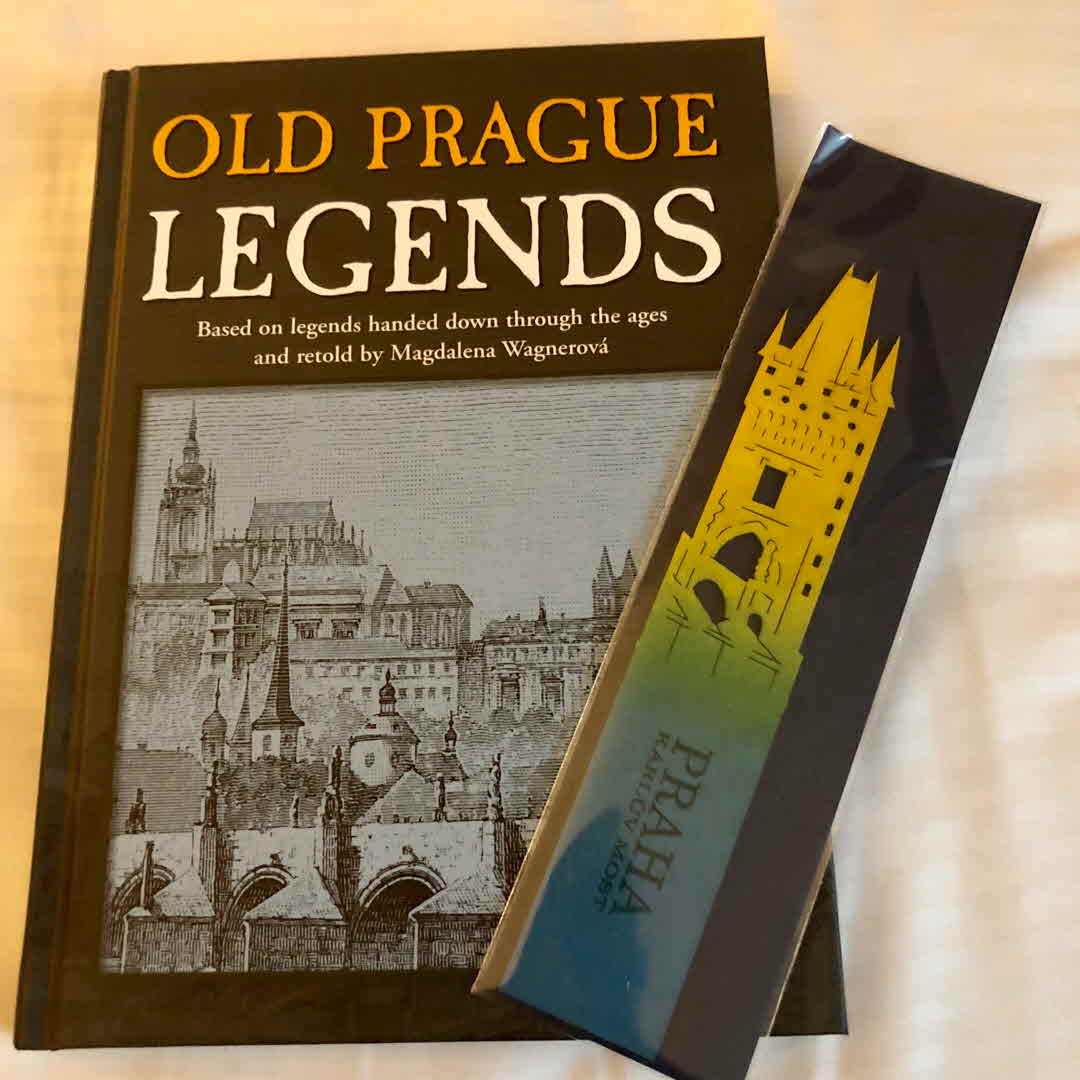 OLD PRAGUE
LEGENDS
Based on legends handed down through the ages
and retold by Magdalena Wagnerová
PRAHA
KARLŮV MOST